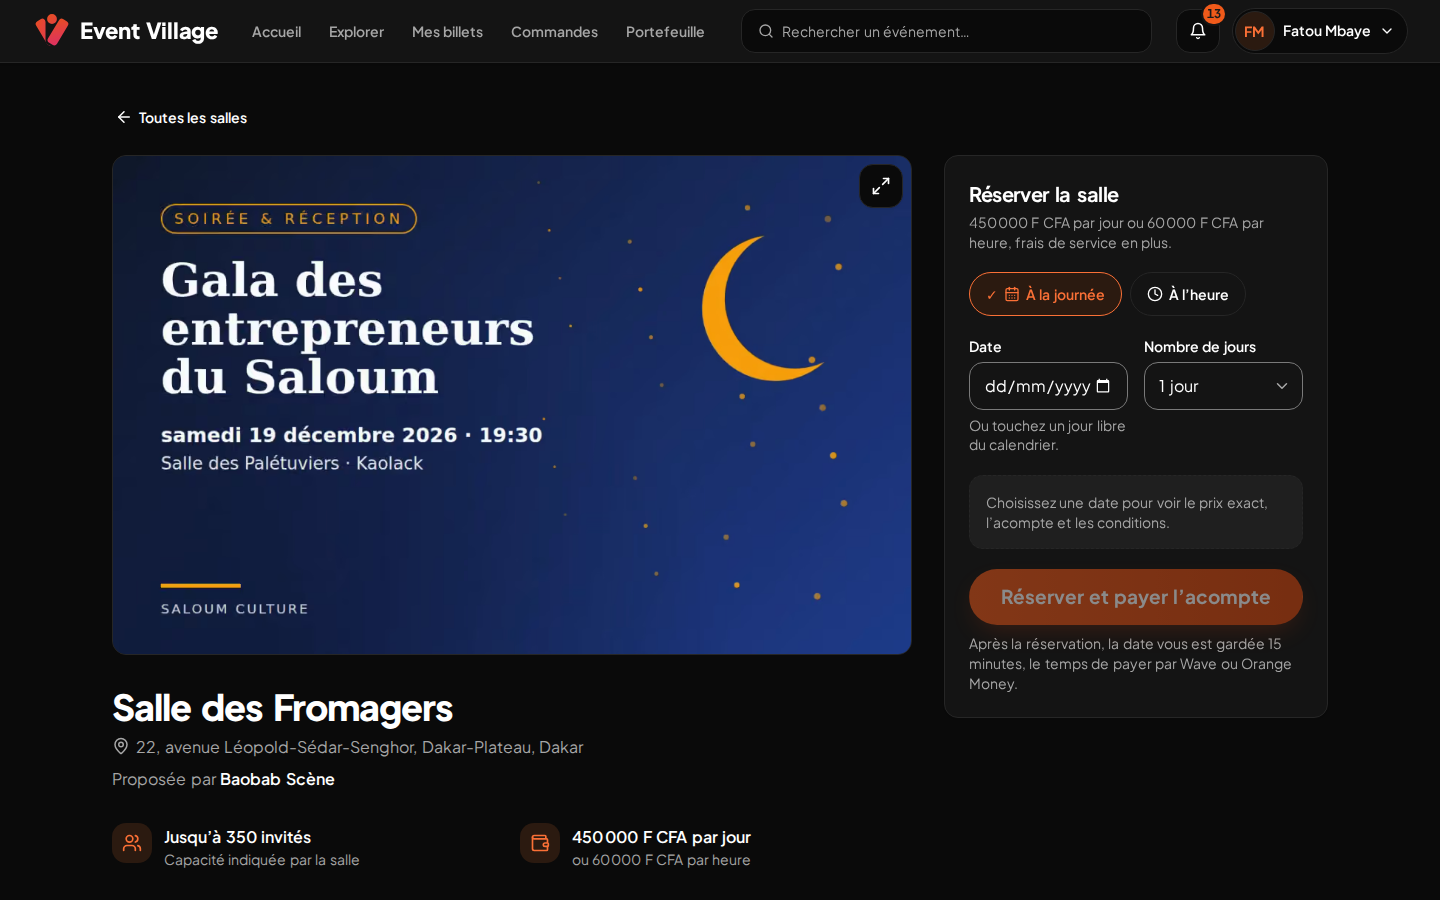 Event Village
Accueil
Explorer
Mes billets
Commandes
Portefeuille
Rechercher un événement…
13
FM
Fatou Mbaye
Toutes les salles
SOIRÉE & RÉCEPTION
Gala des
entrepreneurs
du Saloum
samedi 19 décembre 2026 · 19:30
Salle des Palétuviers · Kaolack
SALOUM CULTURE
Salle des Fromagers
22, avenue Léopold-Sédar-Senghor, Dakar-Plateau, Dakar
Proposée par Baobab Scène
Jusqu’à 350 invités
Capacité indiquée par la salle
450 000 F CFA par jour
ou 60 000 F CFA par heure
Réserver la salle
450 000 F CFA par jour ou 60 000 F CFA par
heure, frais de service en plus.
✓ À la journée
À l’heure
Date
Nombre de jours
dd/mm/yyyy
1 jour
Ou touchez un jour libre
du calendrier.
Choisissez une date pour voir le prix exact,
l’acompte et les conditions.
Réserver et payer l’acompte
Après la réservation, la date vous est gardée 15
minutes, le temps de payer par Wave ou Orange
Money.